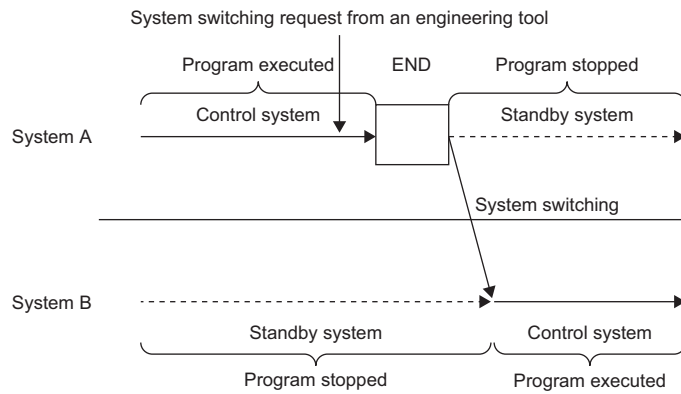 System switching request from an engineering tool
Program executed
END
Program stopped
Control system
Standby system
System A
System switching
System B
Standby system
Control system
Program stopped
Program executed